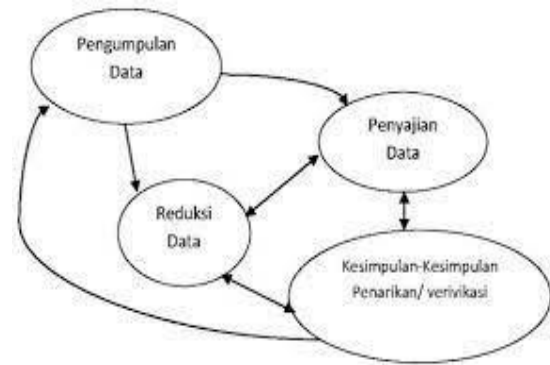 Pengumpulan
Data
Penyajian
Data
Reduksi
Data
Kesimpulan-Kesimpulan
Penarikan/ verivikasi